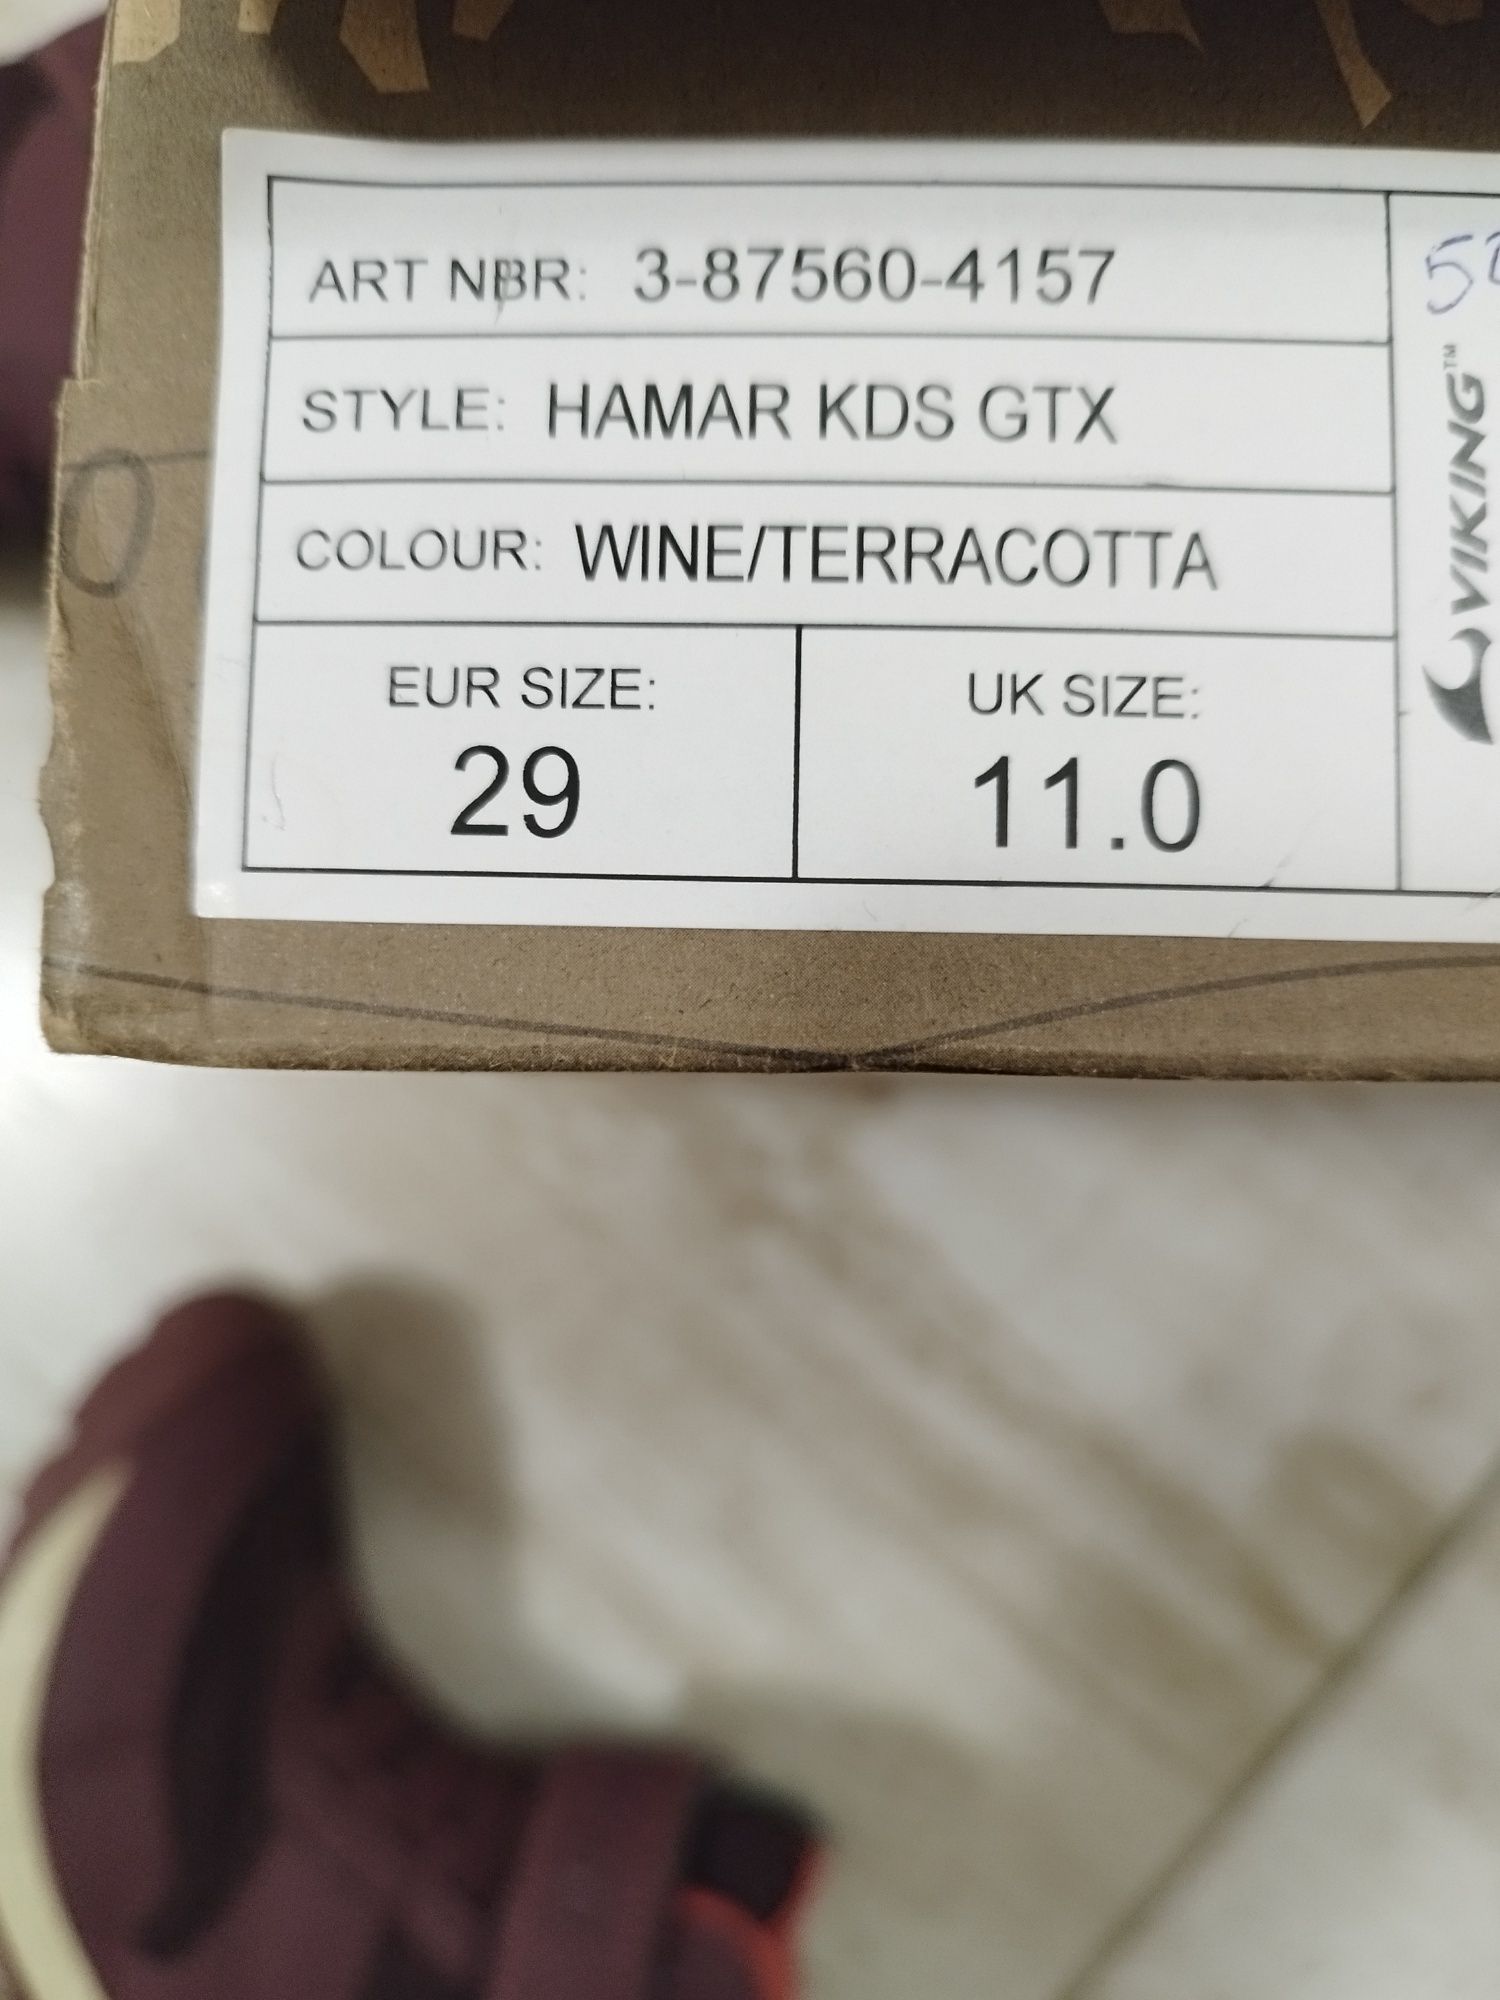 ART NBR: 3-87560-4157
STYLE: HAMAR KDS GTX
COLOUR: WINE/TERRACOTTA
EUR SIZE:
29
UK SIZE:
11.0
VIKING™